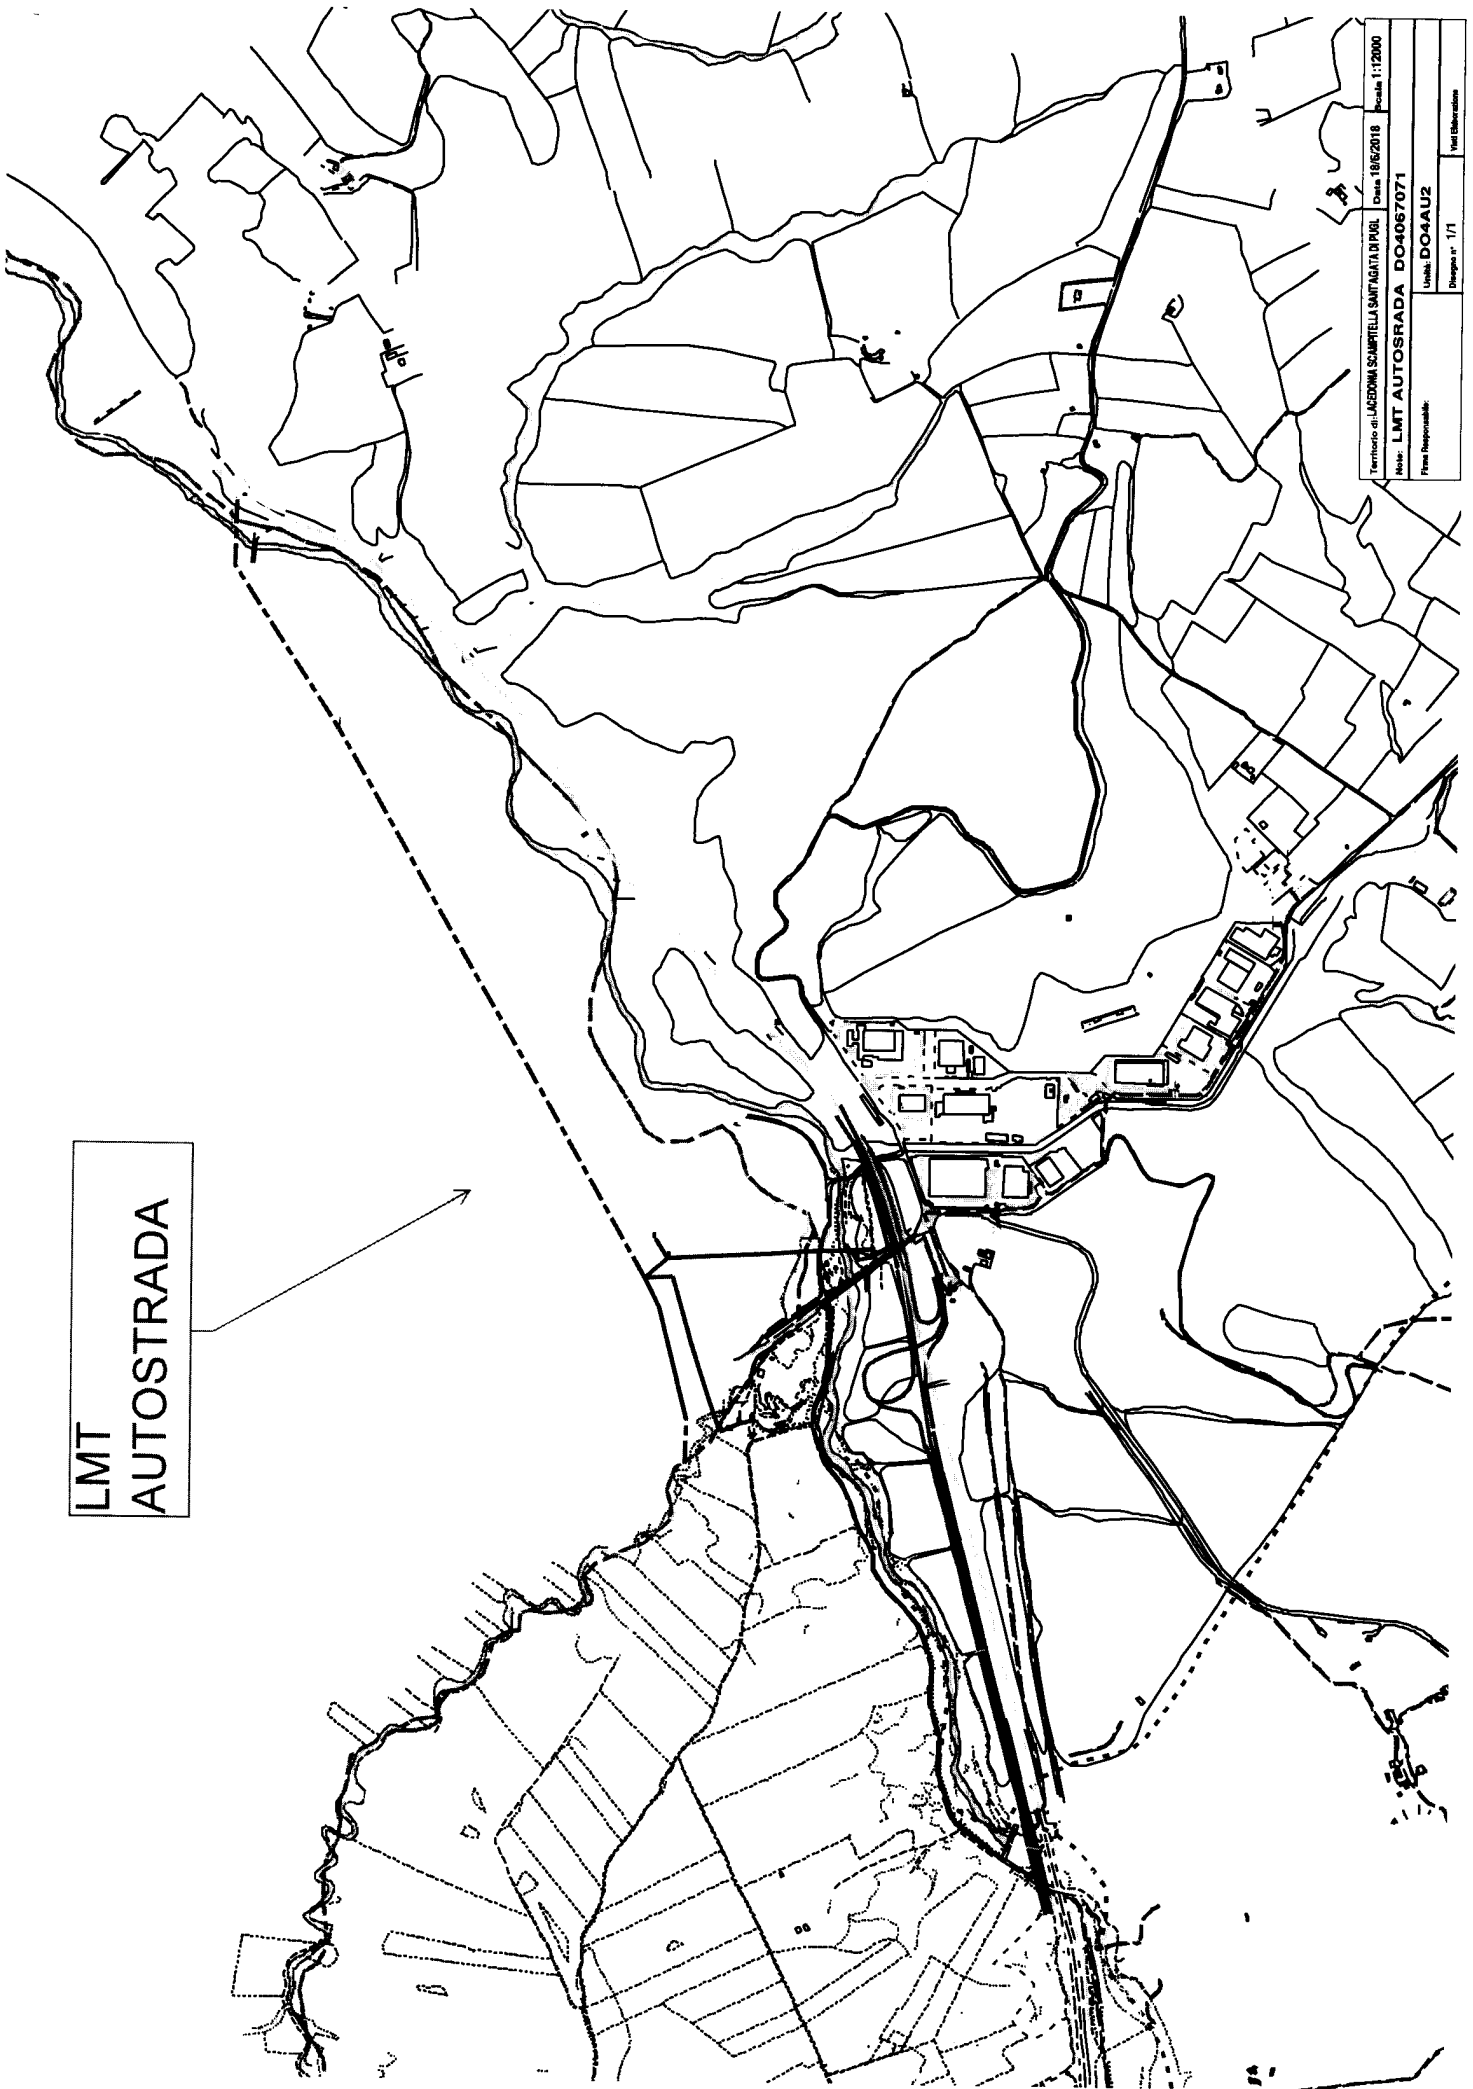 LMT
AUTOSTRADA
Territorio di: LACEDONIA SCAMPITELLA SANT'AGATA DI PUGL Data 18/6/2018 Scala 1:12000
Note: LMT AUTOSRADA DO4067071
Firma Responsabile: Unità: DO4AU2
Disegno n° 1/1 Visti Elaborazione